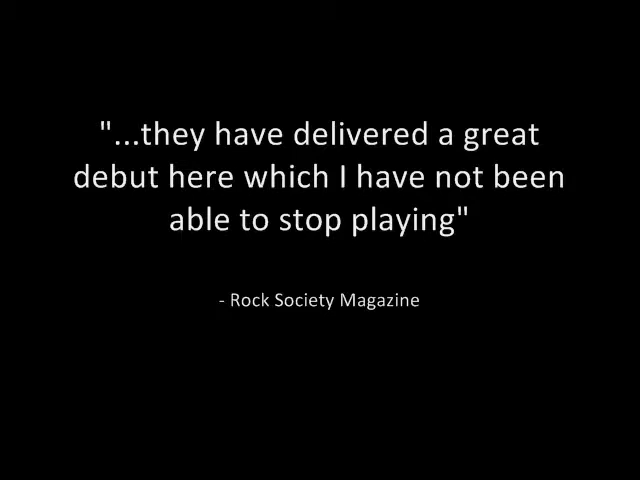 "...they have delivered a great
debut here which I have not been
able to stop playing"
- Rock Society Magazine